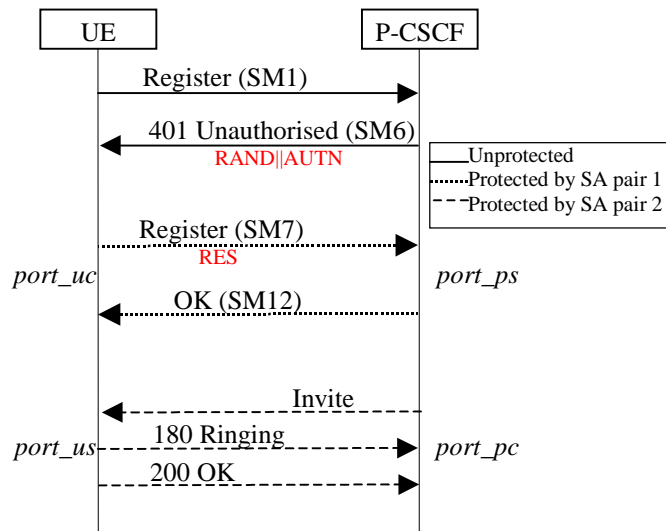 UE
P-CSCF
Register (SM1)
401 Unauthorised (SM6)
RAND||AUTN
Unprotected
Protected by SA pair 1
Protected by SA pair 2
Register (SM7)
RES
port_uc
port_ps
OK (SM12)
Invite
port_us
180 Ringing
port_pc
200 OK